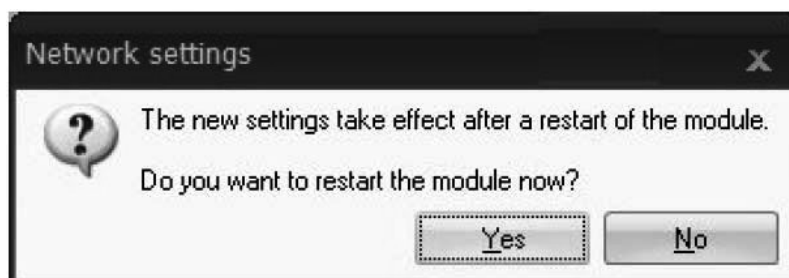 Network settings
x
The new settings take effect after a restart of the module.
Do you want to restart the module now?
Yes
No